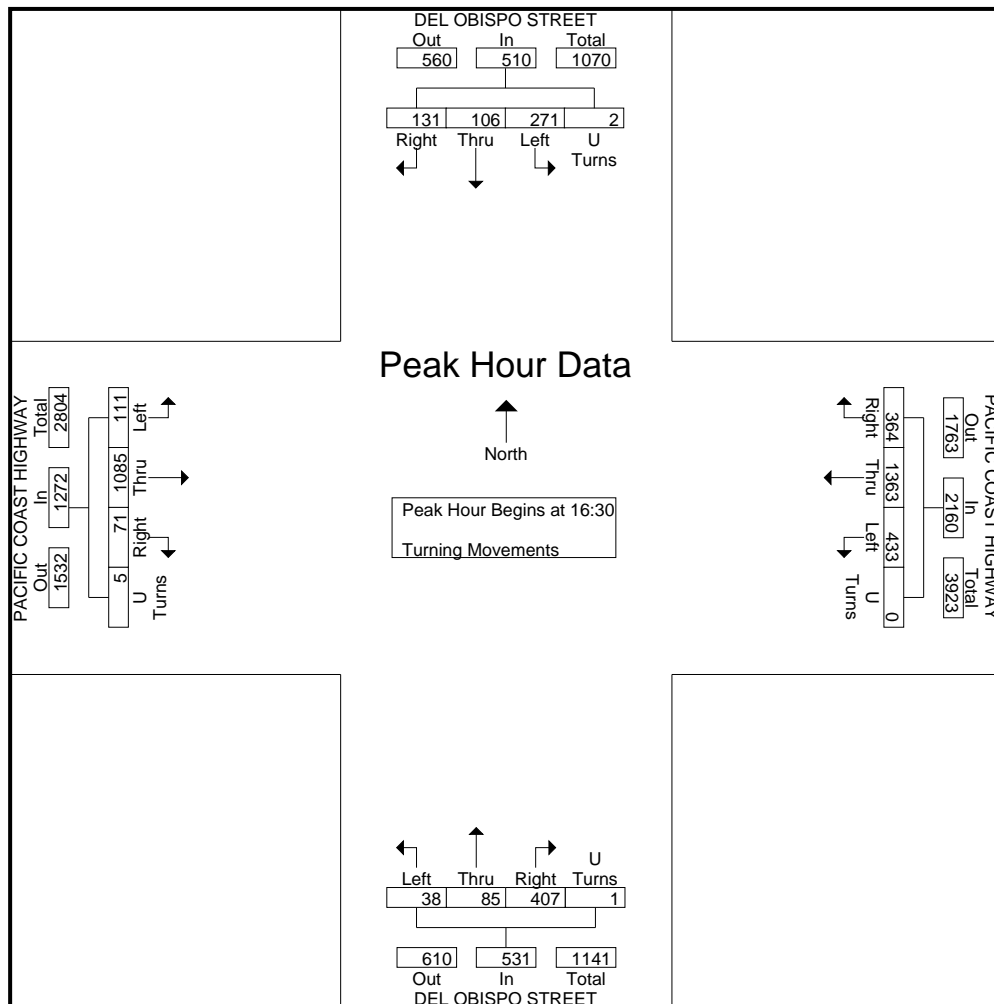 DEL OBISPO STREET
Out In Total
560 510 1070
131 106 271 2
Right Thru Left U
Turns
Peak Hour Data
North
Peak Hour Begins at 16:30
Turning Movements
PACIFIC COAST HIGHWAY
Total In Out
2804 1272 1532
111 1085 71 5
Left Thru Right U
Turns
PACIFIC COAST HIGHWAY
Out In Total
1763 2160 3923
364 1363 433 0
Right Thru Left U
Turns
U
Left Thru Right Turns
38 85 407 1
610 531 1141
Out In Total
DEL OBISPO STREET